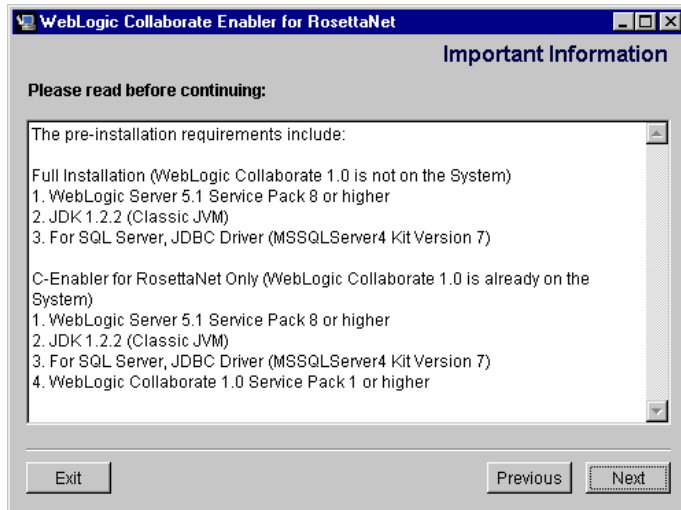 WebLogic Collaborate Enabler for RosettaNet
Important Information
Please read before continuing:
The pre-installation requirements include:
Full Installation (WebLogic Collaborate 1.0 is not on the System)
1. WebLogic Server 5.1 Service Pack 8 or higher
2. JDK 1.2.2 (Classic JVM)
3. For SQL Server, JDBC Driver (MSSQLServer4 Kit Version 7)
C-Enabler for RosettaNet Only (WebLogic Collaborate 1.0 is already on the
System)
1. WebLogic Server 5.1 Service Pack 8 or higher
2. JDK 1.2.2 (Classic JVM)
3. For SQL Server, JDBC Driver (MSSQLServer4 Kit Version 7)
4. WebLogic Collaborate 1.0 Service Pack 1 or higher
Exit Previous Next